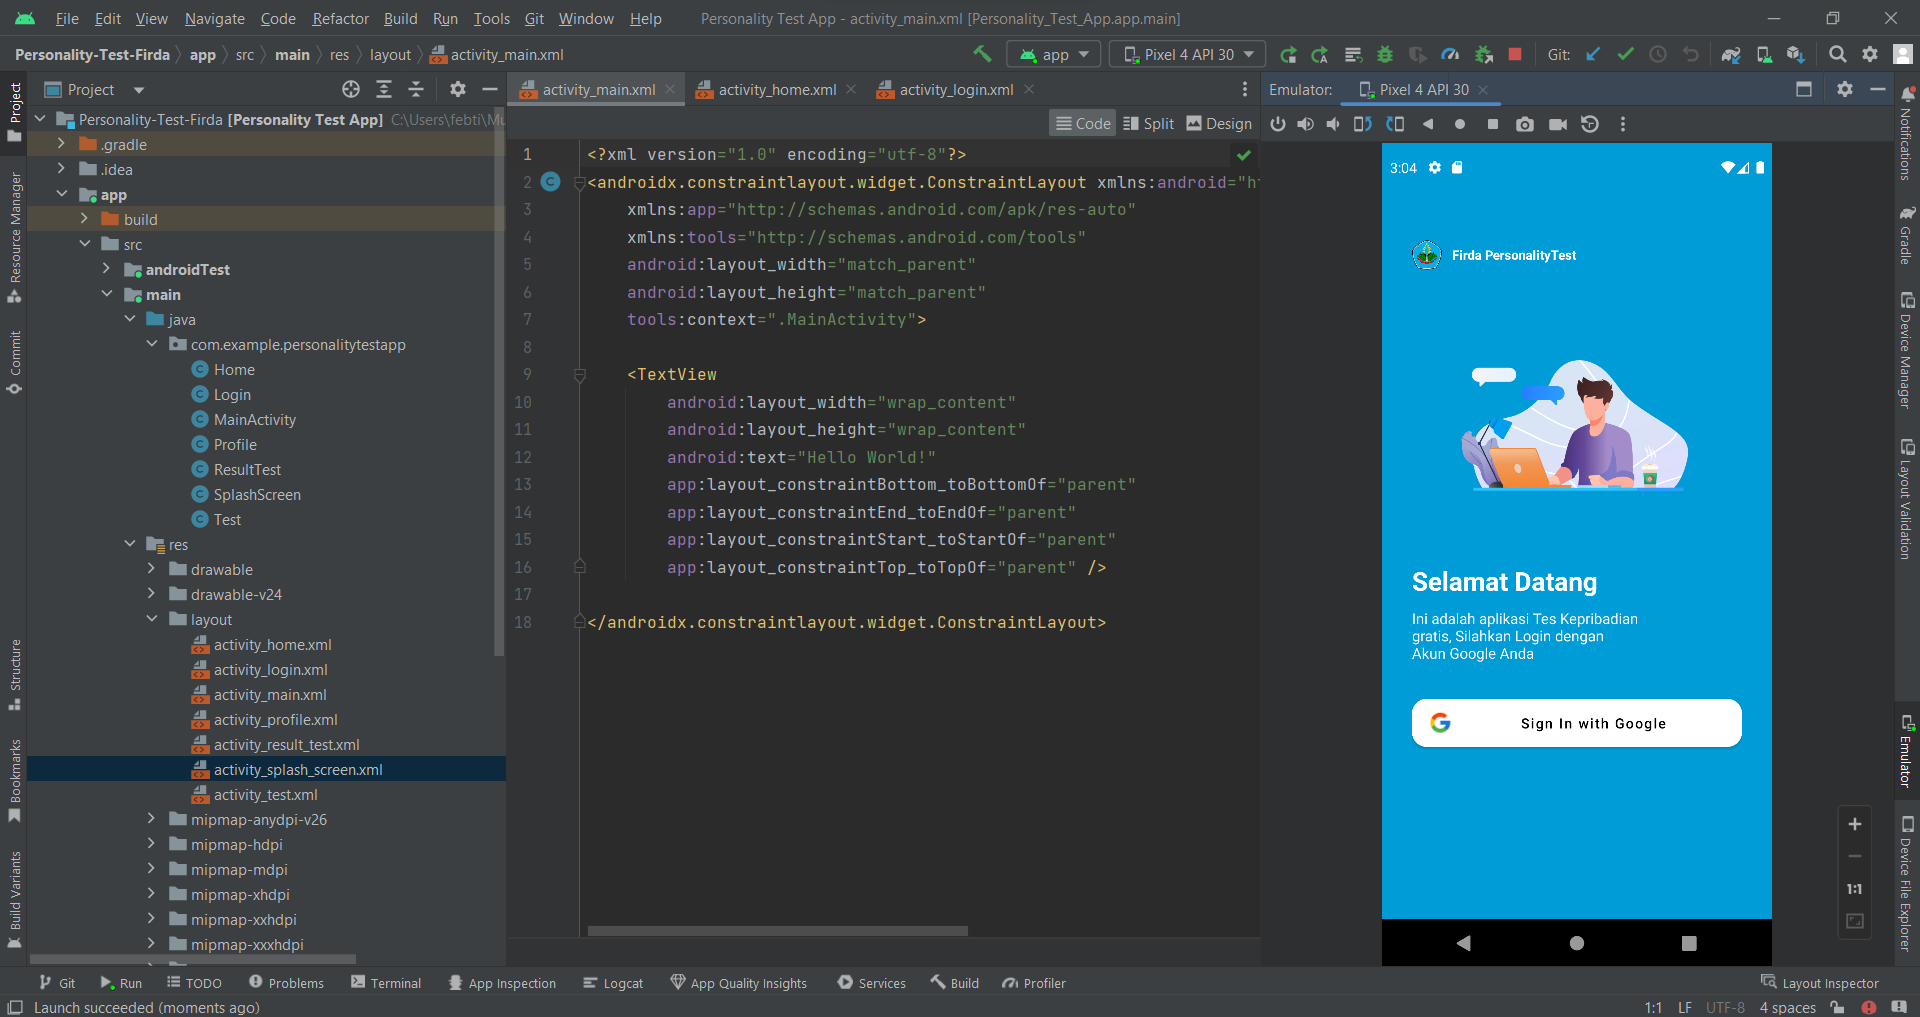 File Edit View Navigate Code Refactor Build Run Tools Git Window Help Personality Test App - activity_main.xml [Personality_Test_App.app.main]
Personality-Test-Firda app src main res layout activity_main.xml app Pixel 4 API 30 Git:
Project
activity_main.xml activity_home.xml activity_login.xml
Emulator: Pixel 4 API 30
Code Split Design
Project
Resource Manager
Commit
Structure
Bookmarks
Build Variants
Personality-Test-Firda [Personality Test App] C:\Users\febti\Mu
.gradle
.idea
app
build
src
androidTest
main
java
com.example.personalitytestapp
Home
Login
MainActivity
Profile
ResultTest
SplashScreen
Test
res
drawable
drawable-v24
layout
activity_home.xml
activity_login.xml
activity_main.xml
activity_profile.xml
activity_result_test.xml
activity_splash_screen.xml
activity_test.xml
mipmap-anydpi-v26
mipmap-hdpi
mipmap-mdpi
mipmap-xhdpi
mipmap-xxhdpi
mipmap-xxxhdpi
1 <?xml version="1.0" encoding="utf-8"?>
2 <androidx.constraintlayout.widget.ConstraintLayout xmlns:android="ht
3 xmlns:app="http://schemas.android.com/apk/res-auto"
4 xmlns:tools="http://schemas.android.com/tools"
5 android:layout_width="match_parent"
6 android:layout_height="match_parent"
7 tools:context=".MainActivity">
8
9 <TextView
10 android:layout_width="wrap_content"
11 android:layout_height="wrap_content"
12 android:text="Hello World!"
13 app:layout_constraintBottom_toBottomOf="parent"
14 app:layout_constraintEnd_toEndOf="parent"
15 app:layout_constraintStart_toStartOf="parent"
16 app:layout_constraintTop_toTopOf="parent" />
17
18 </androidx.constraintlayout.widget.ConstraintLayout>
3:04
Firda PersonalityTest
Selamat Datang
Ini adalah aplikasi Tes Kepribadian
gratis, Silahkan Login dengan
Akun Google Anda
Sign In with Google
1:1
Notifications
Gradle
Device Manager
Layout Validation
Emulator
Device File Explorer
Git Run TODO Problems Terminal App Inspection Logcat App Quality Insights Services Build Profiler Layout Inspector
Launch succeeded (moments ago) 1:1 LF UTF-8 4 spaces